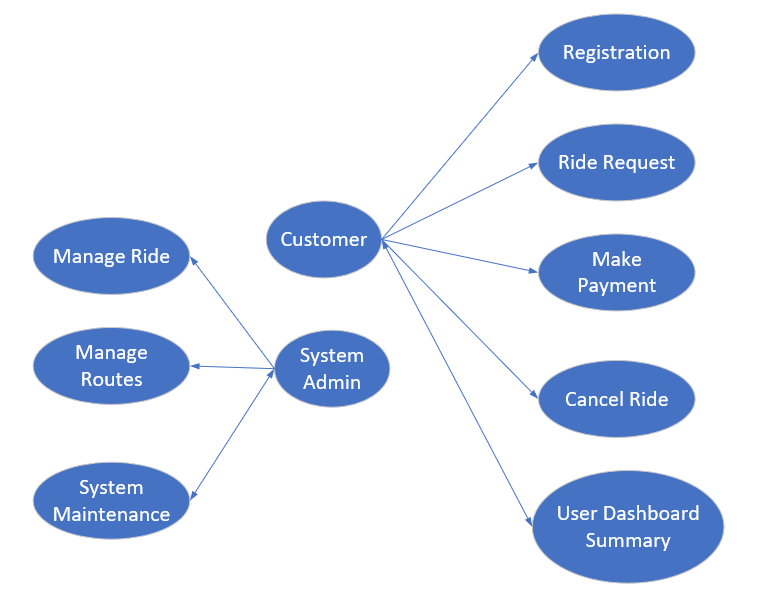 Registration
Ride Request
Customer
Make
Payment
Manage Ride
Manage
Routes
System
Admin
Cancel Ride
System
Maintenance
User Dashboard
Summary